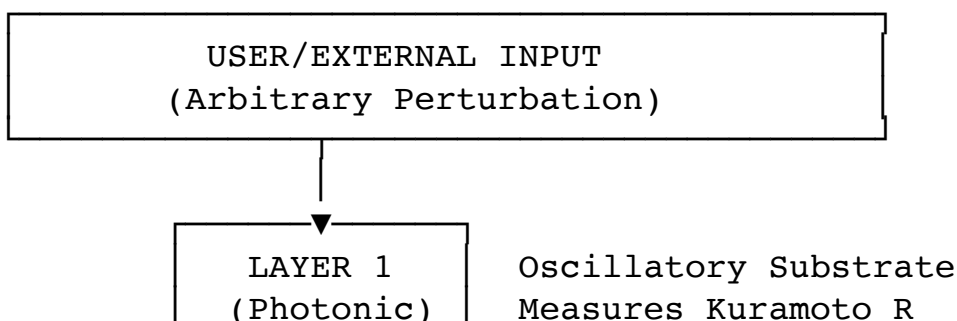 USER/EXTERNAL INPUT
(Arbitrary Perturbation)
LAYER 1 Oscillatory Substrate
(Photonic) Measures Kuramoto R